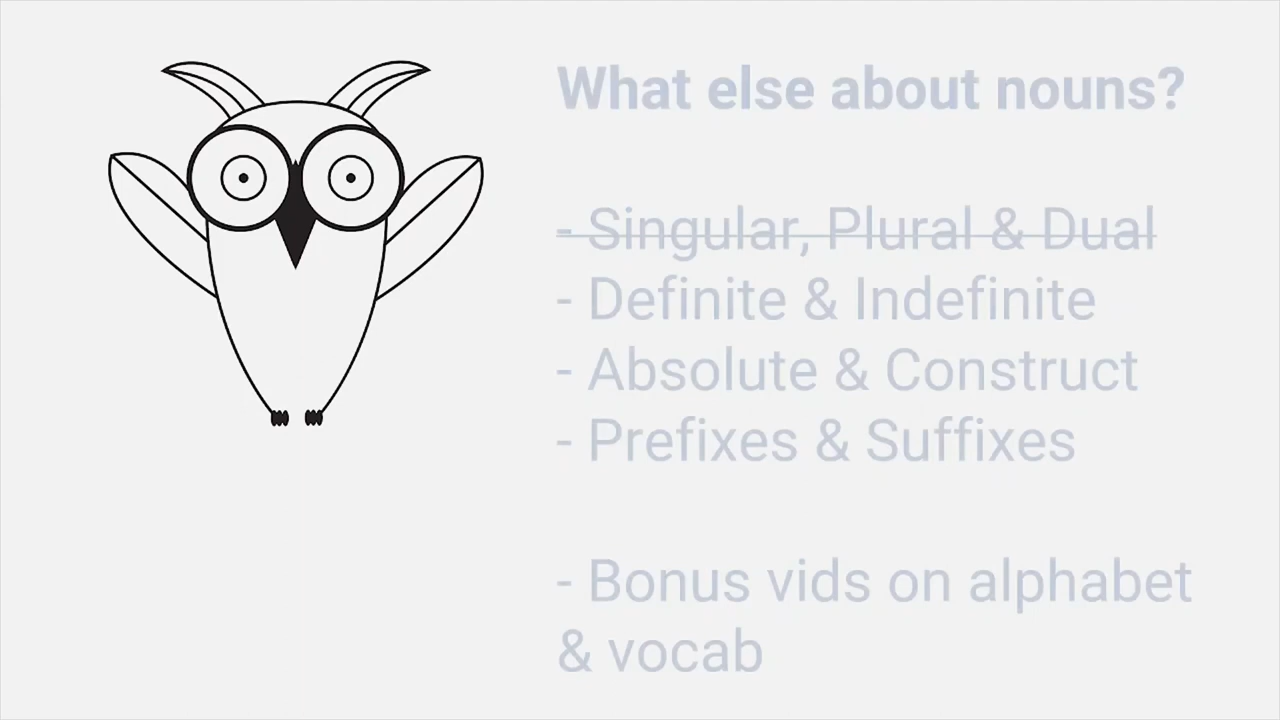 What else about nouns?
- Singular, Plural & Dual
- Definite & Indefinite
- Absolute & Construct
- Prefixes & Suffixes
- Bonus vids on alphabet
& vocab